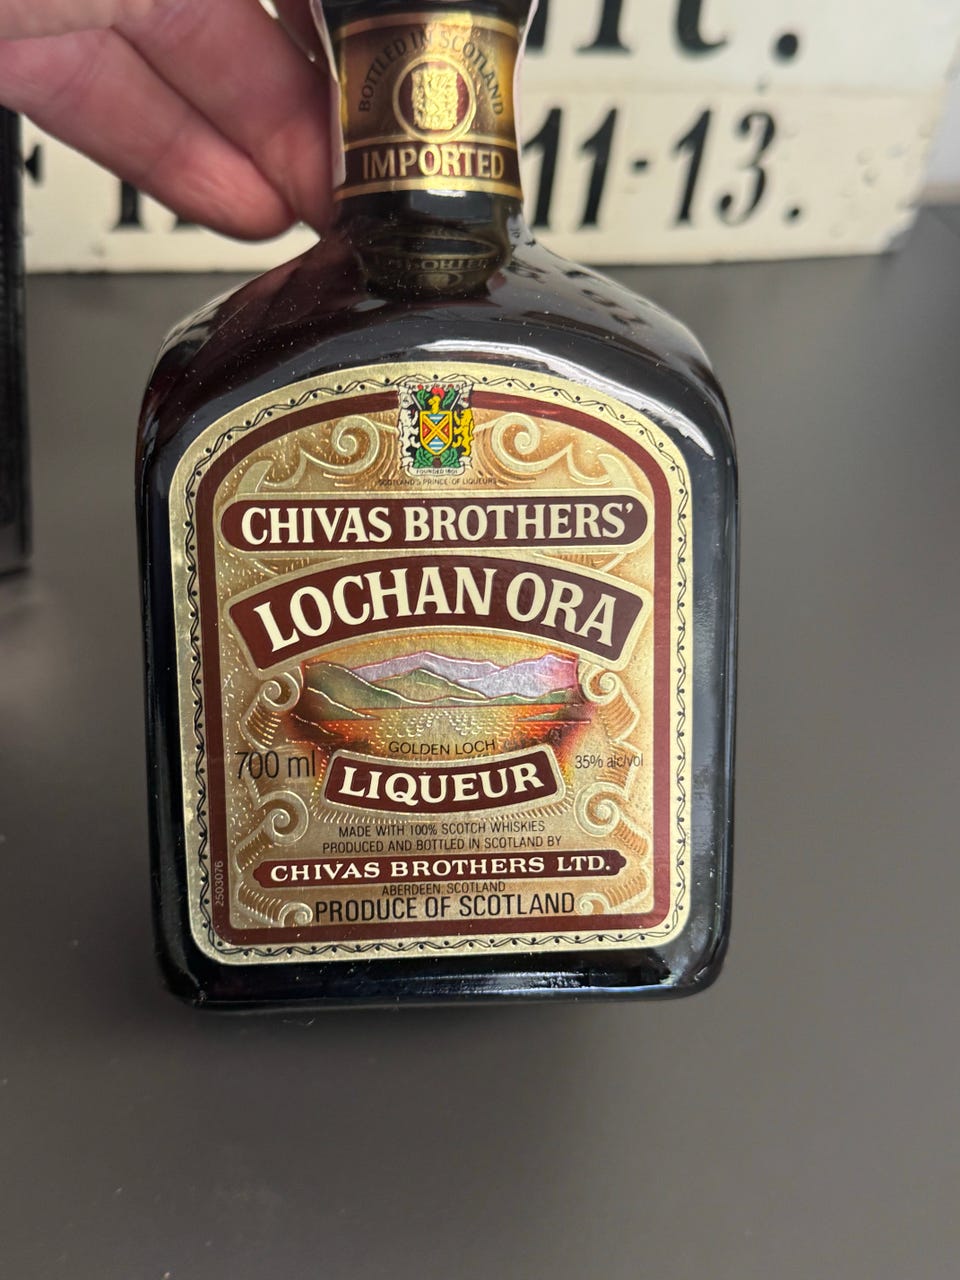 BOTTLED IN SCOTLAND
IMPORTED
11-13.
FOUNDED 1801
SCOTLAND'S PRINCE OF LIQUEURS
CHIVAS BROTHERS'
LOCHAN ORA
GOLDEN LOCH
700 ml
LIQUEUR
35% alc/vol
MADE WITH 100% SCOTCH WHISKIES
PRODUCED AND BOTTLED IN SCOTLAND BY
CHIVAS BROTHERS LTD.
ABERDEEN, SCOTLAND
PRODUCE OF SCOTLAND
2503076